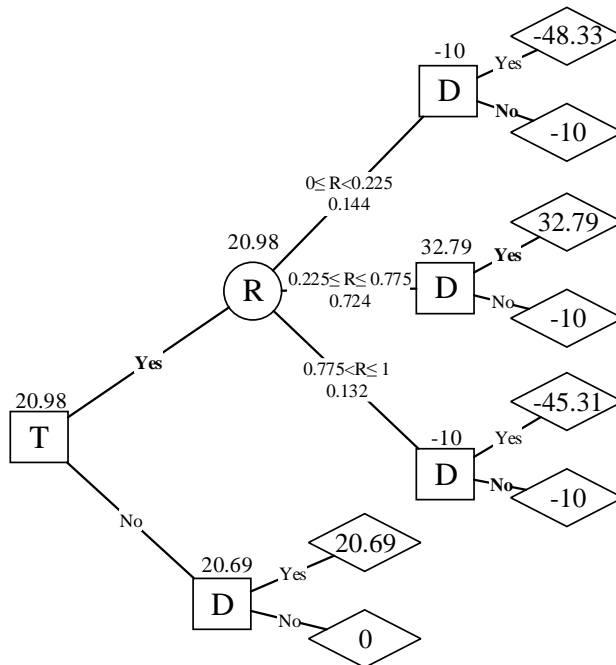 -10
D
Yes
-48.33
No
-10
0≤ R<0.225
0.144
20.98
R
0.225≤ R≤ 0.775
0.724
32.79
D
Yes
32.79
No
-10
0.775<R≤ 1
0.132
-10
D
Yes
-45.31
No
-10
Yes
20.98
T
No
20.69
D
Yes
20.69
No
0